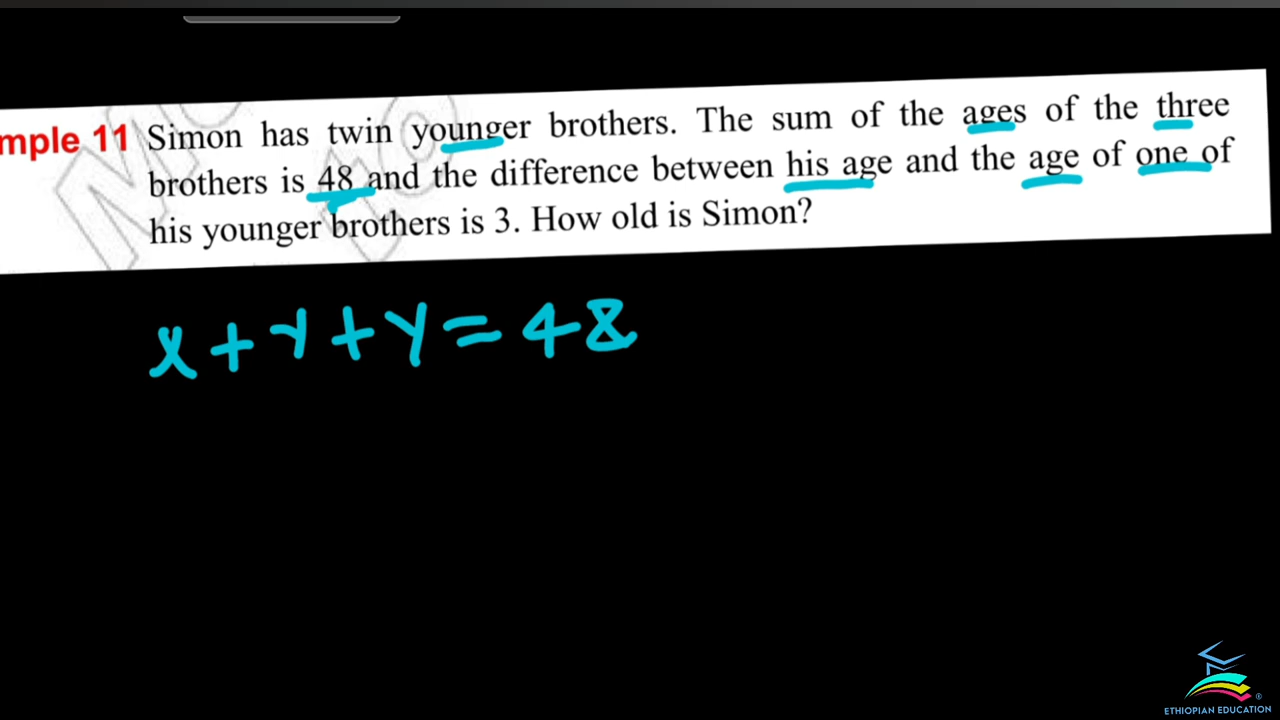 mple 11 Simon has twin younger brothers. The sum of the ages of the three
brothers is 48 and the difference between his age and the age of one of
his younger brothers is 3. How old is Simon?
x+y+y=48
ETHIOPIAN EDUCATION